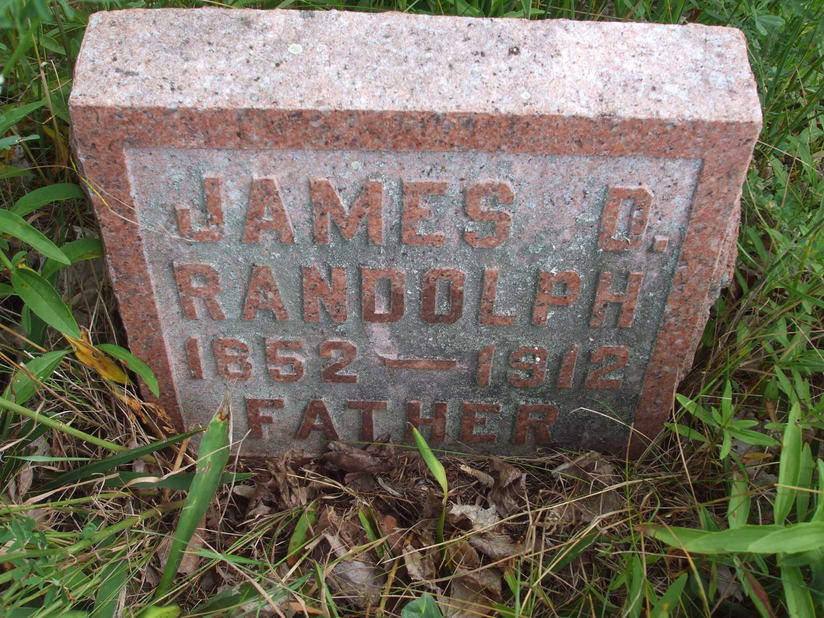 JAMES D.
RANDOLPH
1852 — 1912
FATHER